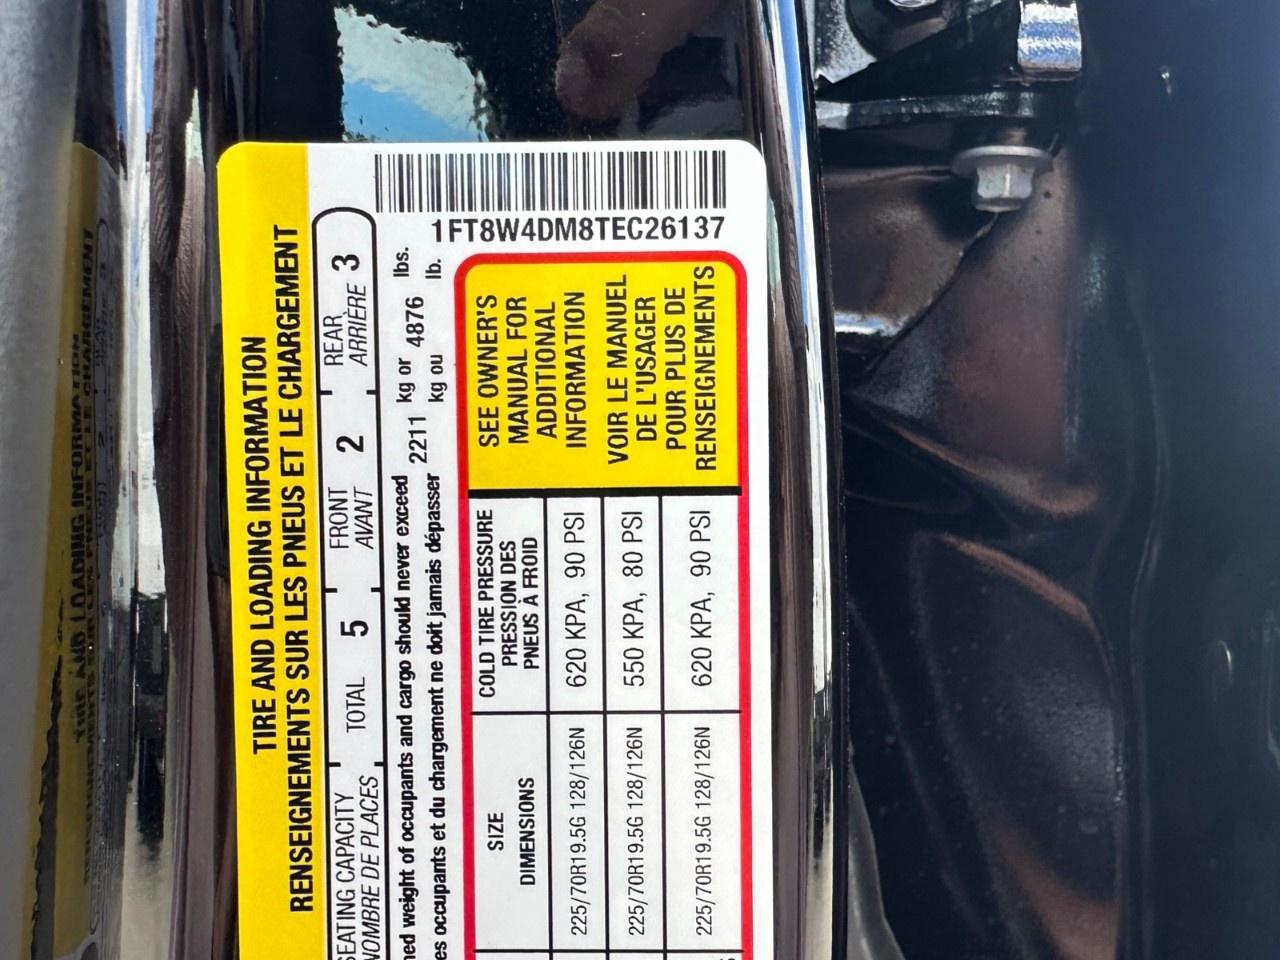 1FT8W4DM8TEC26137
TIRE AND LOADING INFORMATION
RENSEIGNEMENTS SUR LES PNEUS ET LE CHARGEMENT
SEATING CAPACITY
NOMBRE DE PLACES
TOTAL 5
FRONT
AVANT 2
REAR
ARRIÈRE 3
weight of occupants and cargo should never exceed 2211 kg or 4876 lbs.
occupants et du chargement ne doit jamais dépasser kg ou lb.
SIZE
DIMENSIONS
COLD TIRE PRESSURE
PRESSION DES
PNEUS À FROID
225/70R19.5G 128/126N 620 KPA, 90 PSI
225/70R19.5G 128/126N 550 KPA, 80 PSI
225/70R19.5G 128/126N 620 KPA, 90 PSI
SEE OWNER'S
MANUAL FOR
ADDITIONAL
INFORMATION
VOIR LE MANUEL
DE L'USAGER
POUR PLUS DE
RENSEIGNEMENTS